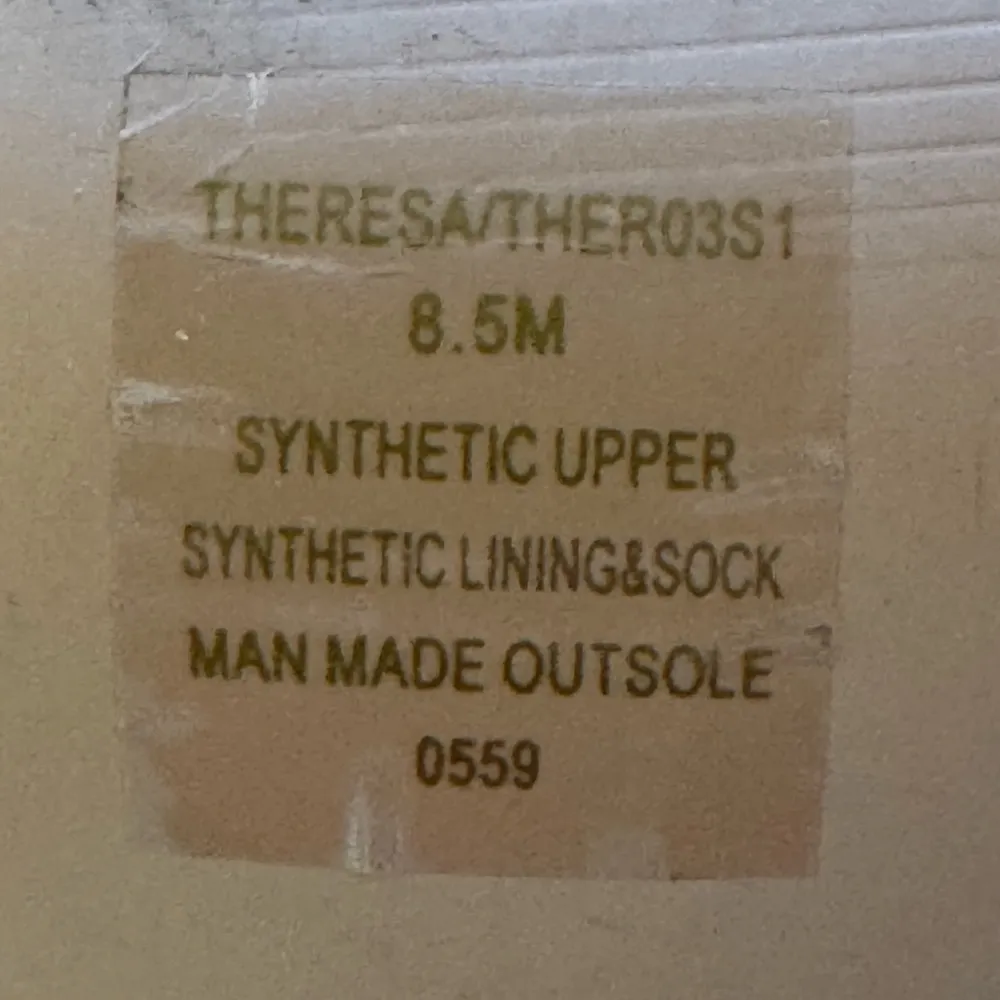 THERESA/THER03S1
8.5M
SYNTHETIC UPPER
SYNTHETIC LINING&SOCK
MAN MADE OUTSOLE
0559